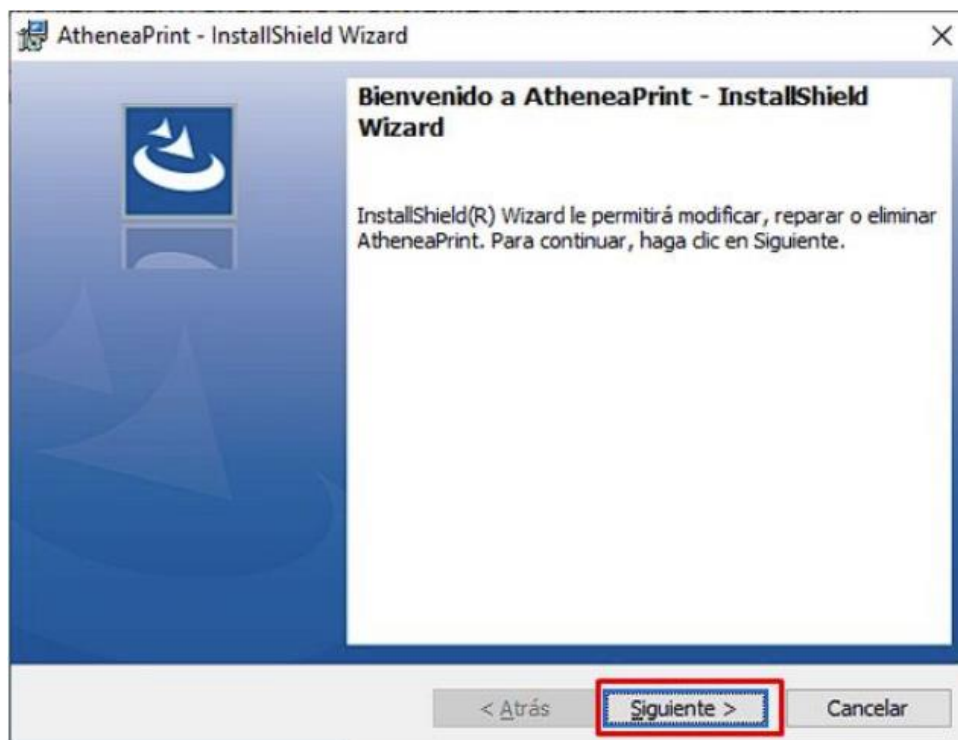 AtheneaPrint - InstallShield Wizard
Bienvenido a AtheneaPrint - InstallShield
Wizard
InstallShield(R) Wizard le permitirá modificar, reparar o eliminar
AtheneaPrint. Para continuar, haga clic en Siguiente.
< Atrás
Siguiente >
Cancelar